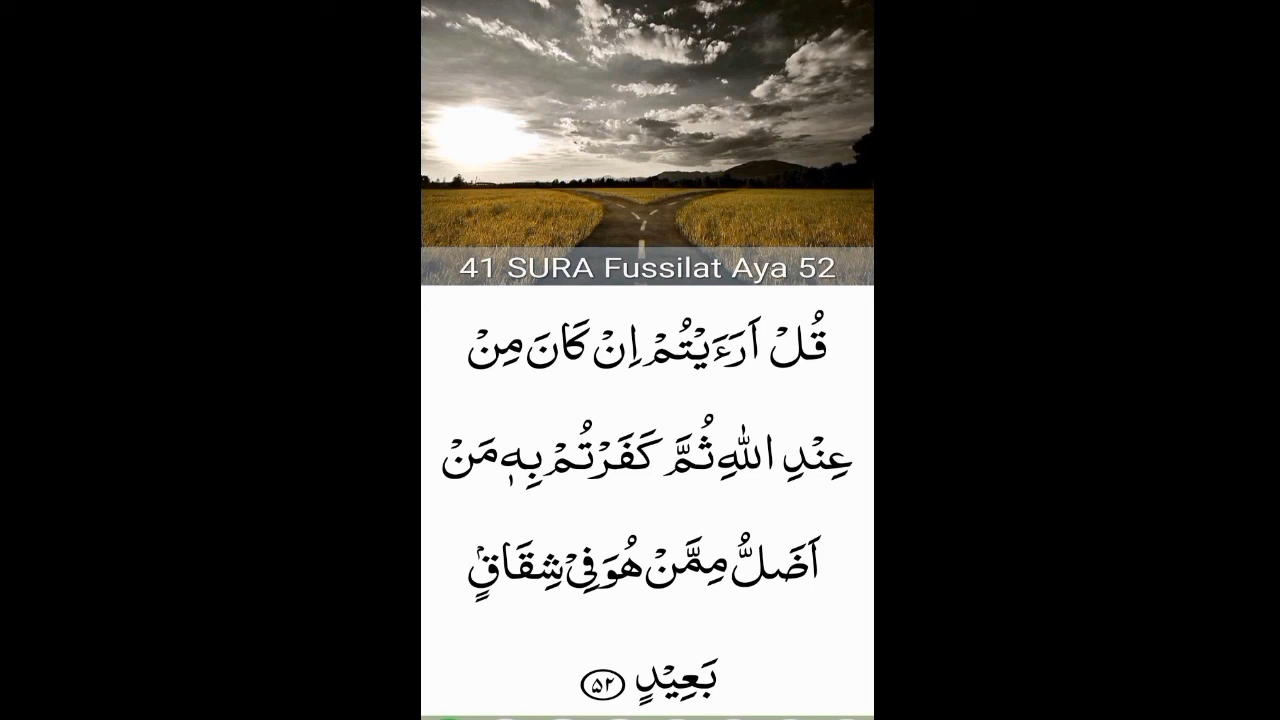 41 SURA Fussilat Aya 52
قُلْ اَرَءَيْتُمْ اِنْ كَانَ مِنْ
عِنْدِ اللّٰهِ ثُمَّ كَفَرْتُمْ بِهٖ مَنْ
اَضَلُّ مِمَّنْ هُوَ فِيْ شِقَاقٍۢ
بَعِيْدٍ ۵۲